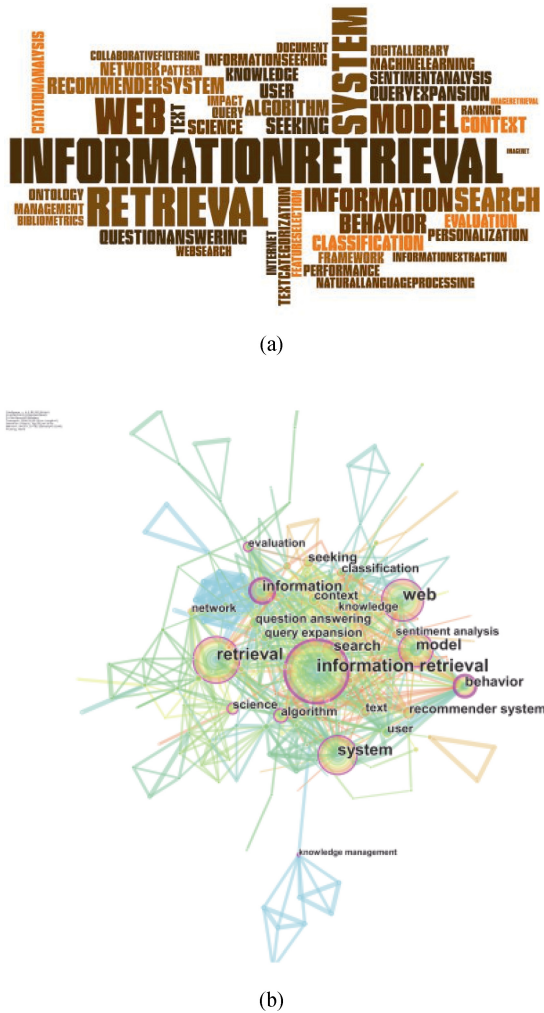 CITATIONANALYSIS
COLLABORATIVEFILTERING
NETWORK PATTERN
RECOMMENDERSYSTEM
WEB
TEXT
DOCUMENT
INFORMATIONSEEKING
KNOWLEDGE
USER
IMPACT
QUERY
ALGORITHM
SCIENCE
SEEKING
SYSTEM
DIGITALLIBRARY
MACHINELEARNING
SENTIMENTANALYSIS
QUERYEXPANSION
IMAGERETRIEVAL
MODEL
RANKING
CONTEXT
INFORMATIONRETRIEVAL
IMAGERET
ONTOLOGY
MANAGEMENT
BIBLIOMETRICS
RETRIEVAL
QUESTIONANSWERING
WEBSEARCH
INTERNET
TEXTCATEGORIZATION
FEATURESELECTION
INFORMATION
SEARCH
BEHAVIOR
EVALUATION
PERSONALIZATION
CLASSIFICATION
FRAMEWORK
INFORMATIONEXTRACTION
PERFORMANCE
NATURALLANGUAGEPROCESSING
(a)
evaluation
seeking
classification
information
context
web
network
knowledge
question answering
query expansion
sentiment analysis
search
model
retrieval
information retrieval
behavior
science
algorithm
text
recommender system
user
system
knowledge management
(b)